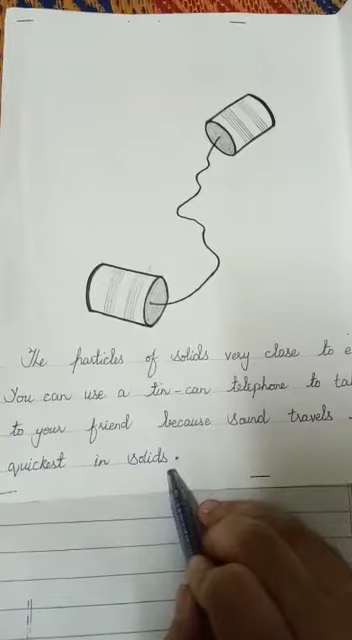 The particles of solids very close to e
You can use a tin-can telephone to ta
to your friend because sound travels
quickest in solids.